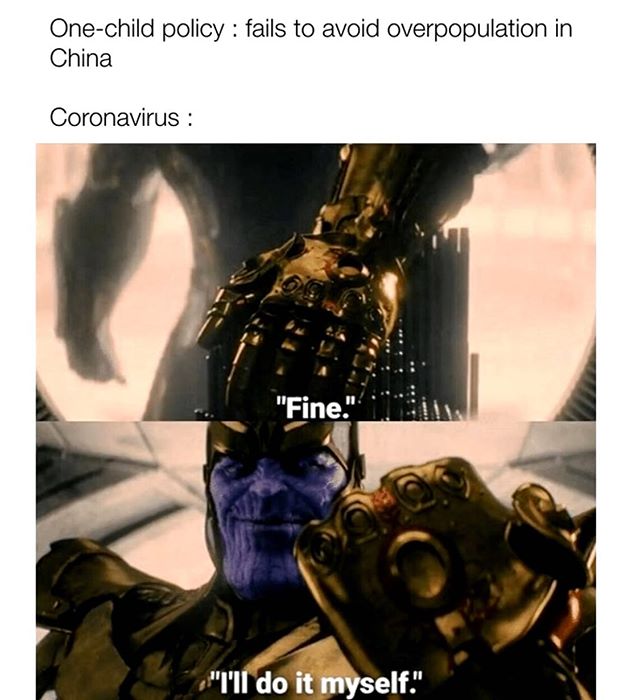 One-child policy : fails to avoid overpopulation in
China
Coronavirus :
"Fine."
"I'll do it myself."